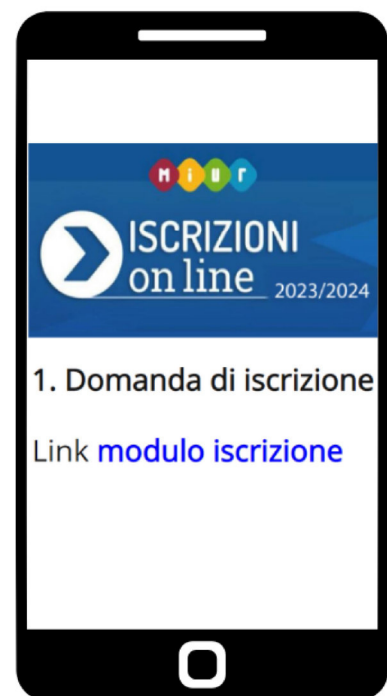 MIUR
ISCRIZIONI
on line 2023/2024
1. Domanda di iscrizione
Link modulo iscrizione